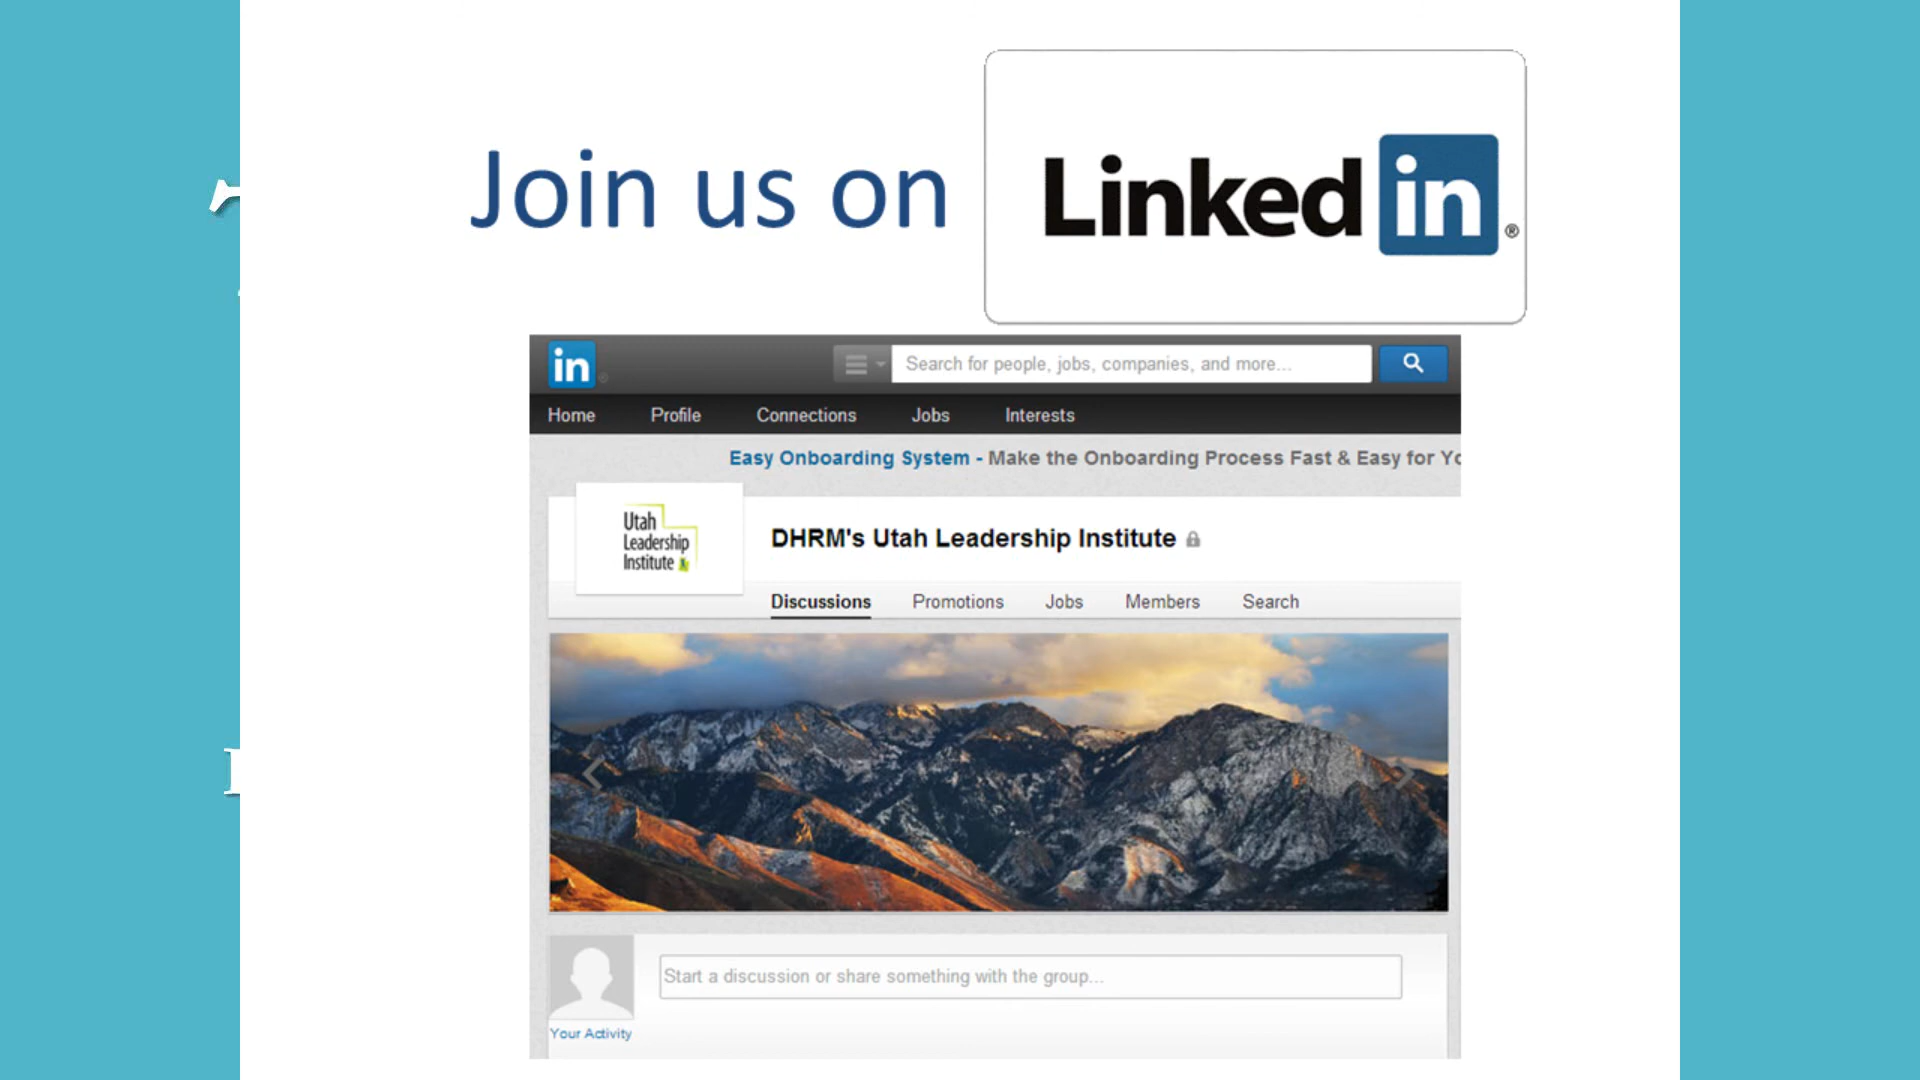 Join us on
Linked in®
in
Search for people, jobs, companies, and more...
Home Profile Connections Jobs Interests
Easy Onboarding System - Make the Onboarding Process Fast & Easy for
Utah
Leadership
Institute
DHRM's Utah Leadership Institute
Discussions Promotions Jobs Members Search
Start a discussion or share something with the group...
Your Activity